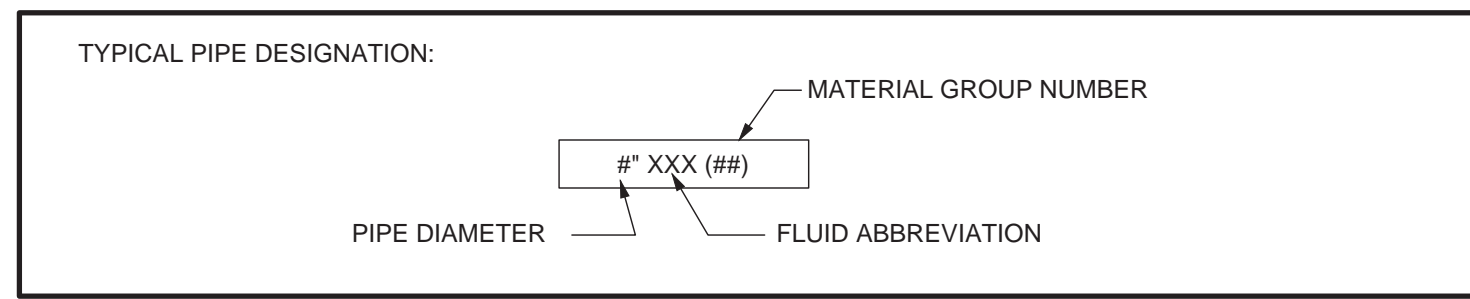 TYPICAL PIPE DESIGNATION:
MATERIAL GROUP NUMBER
#" XXX (##)
PIPE DIAMETER
FLUID ABBREVIATION